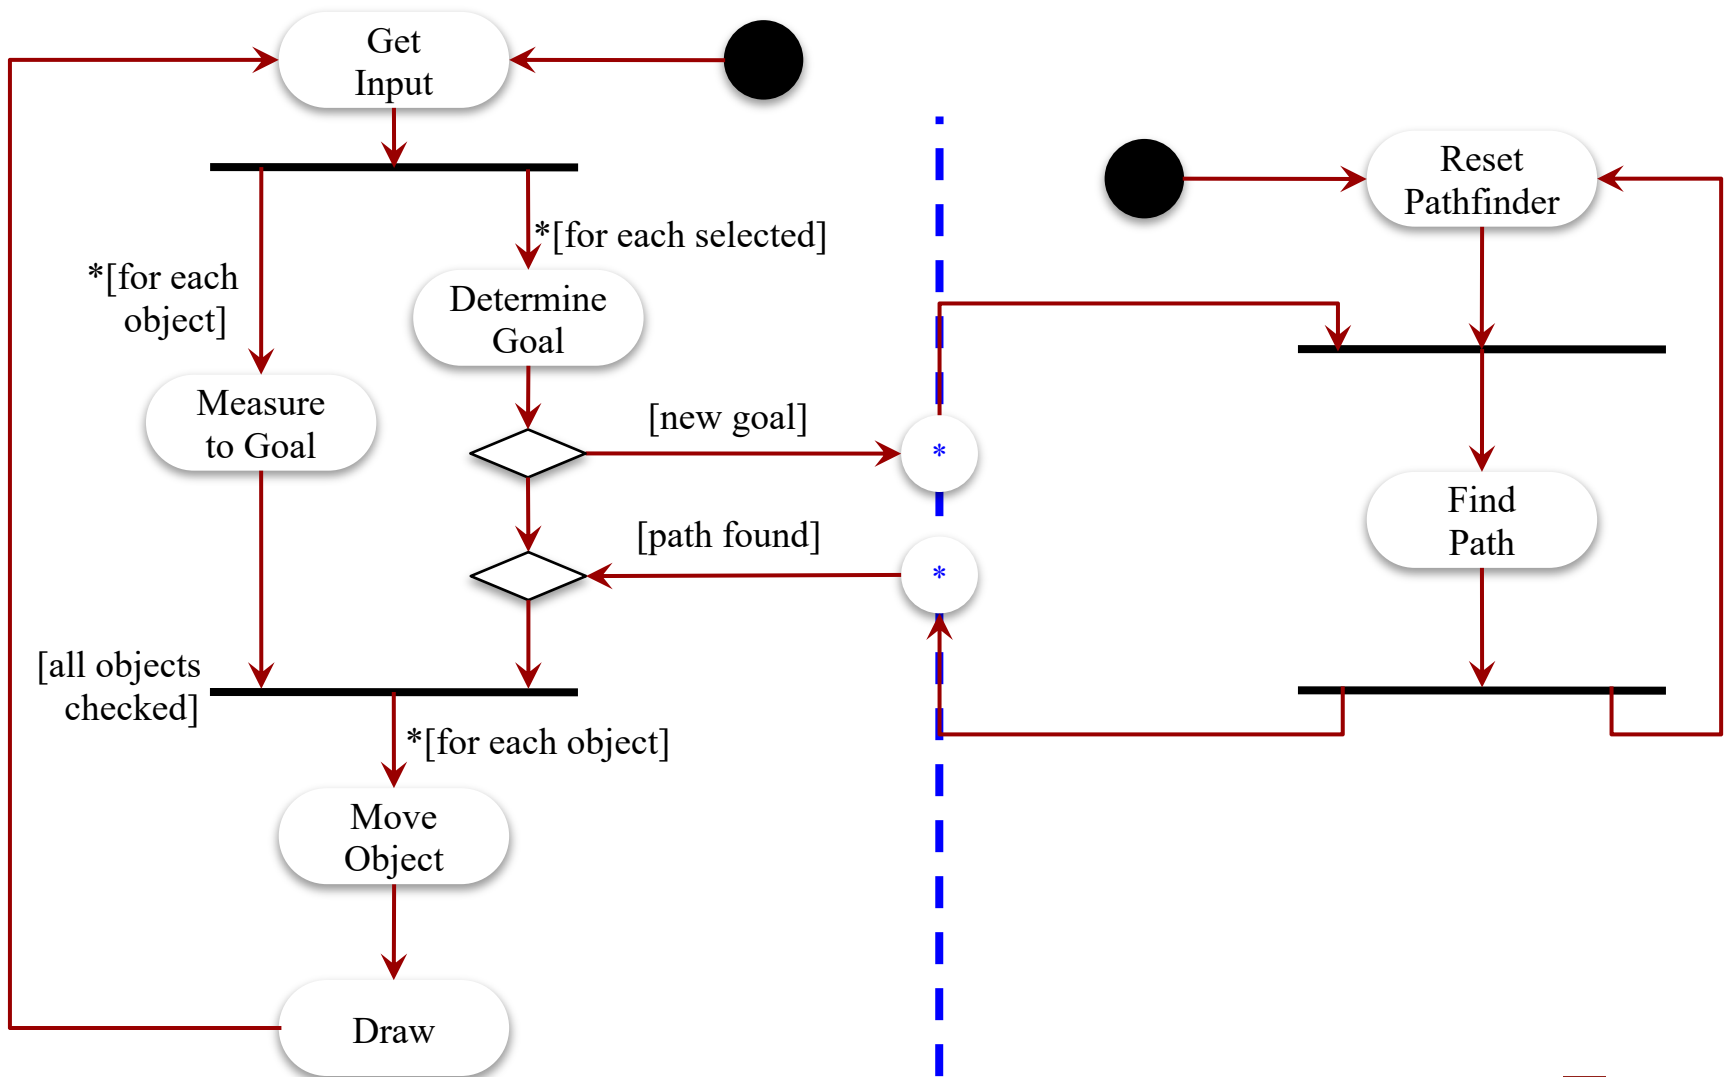 Get
Input
Reset
Pathfinder
*[for each selected]
*[for each
object]
Determine
Goal
Measure
to Goal
[new goal]
*
Find
Path
[path found]
*
[all objects
checked]
*[for each object]
Move
Object
Draw